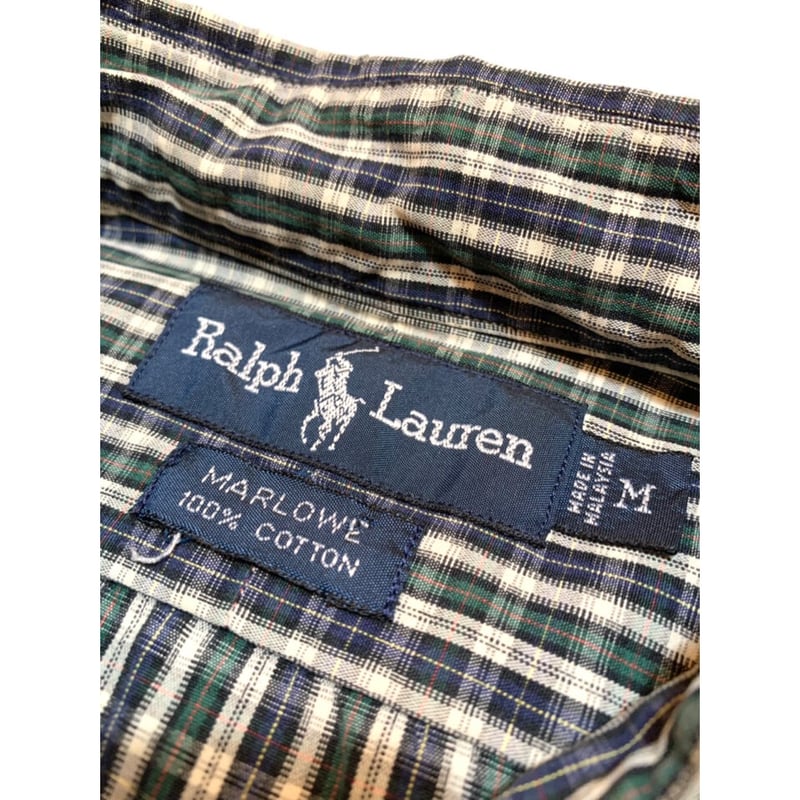 Ralph Lauren
MADE IN
MALAYSIA
M
MARLOWE
100% COTTON